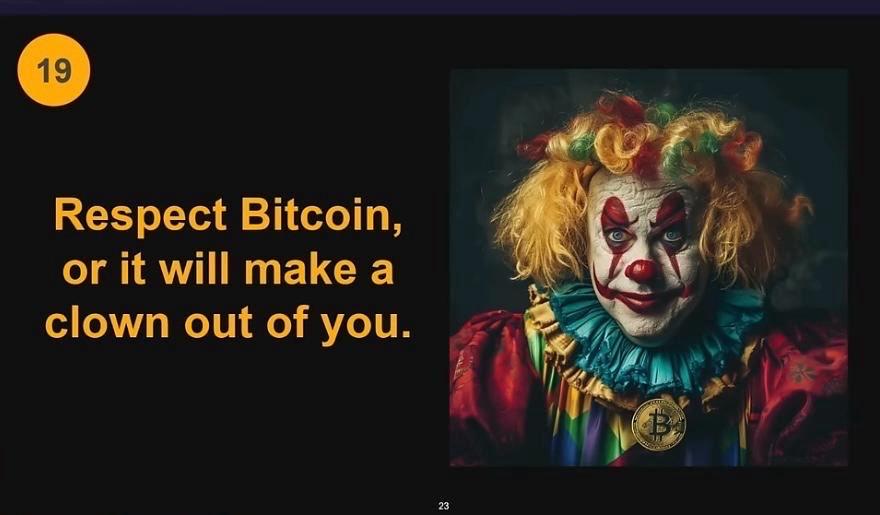 19
Respect Bitcoin,
or it will make a
clown out of you.
23